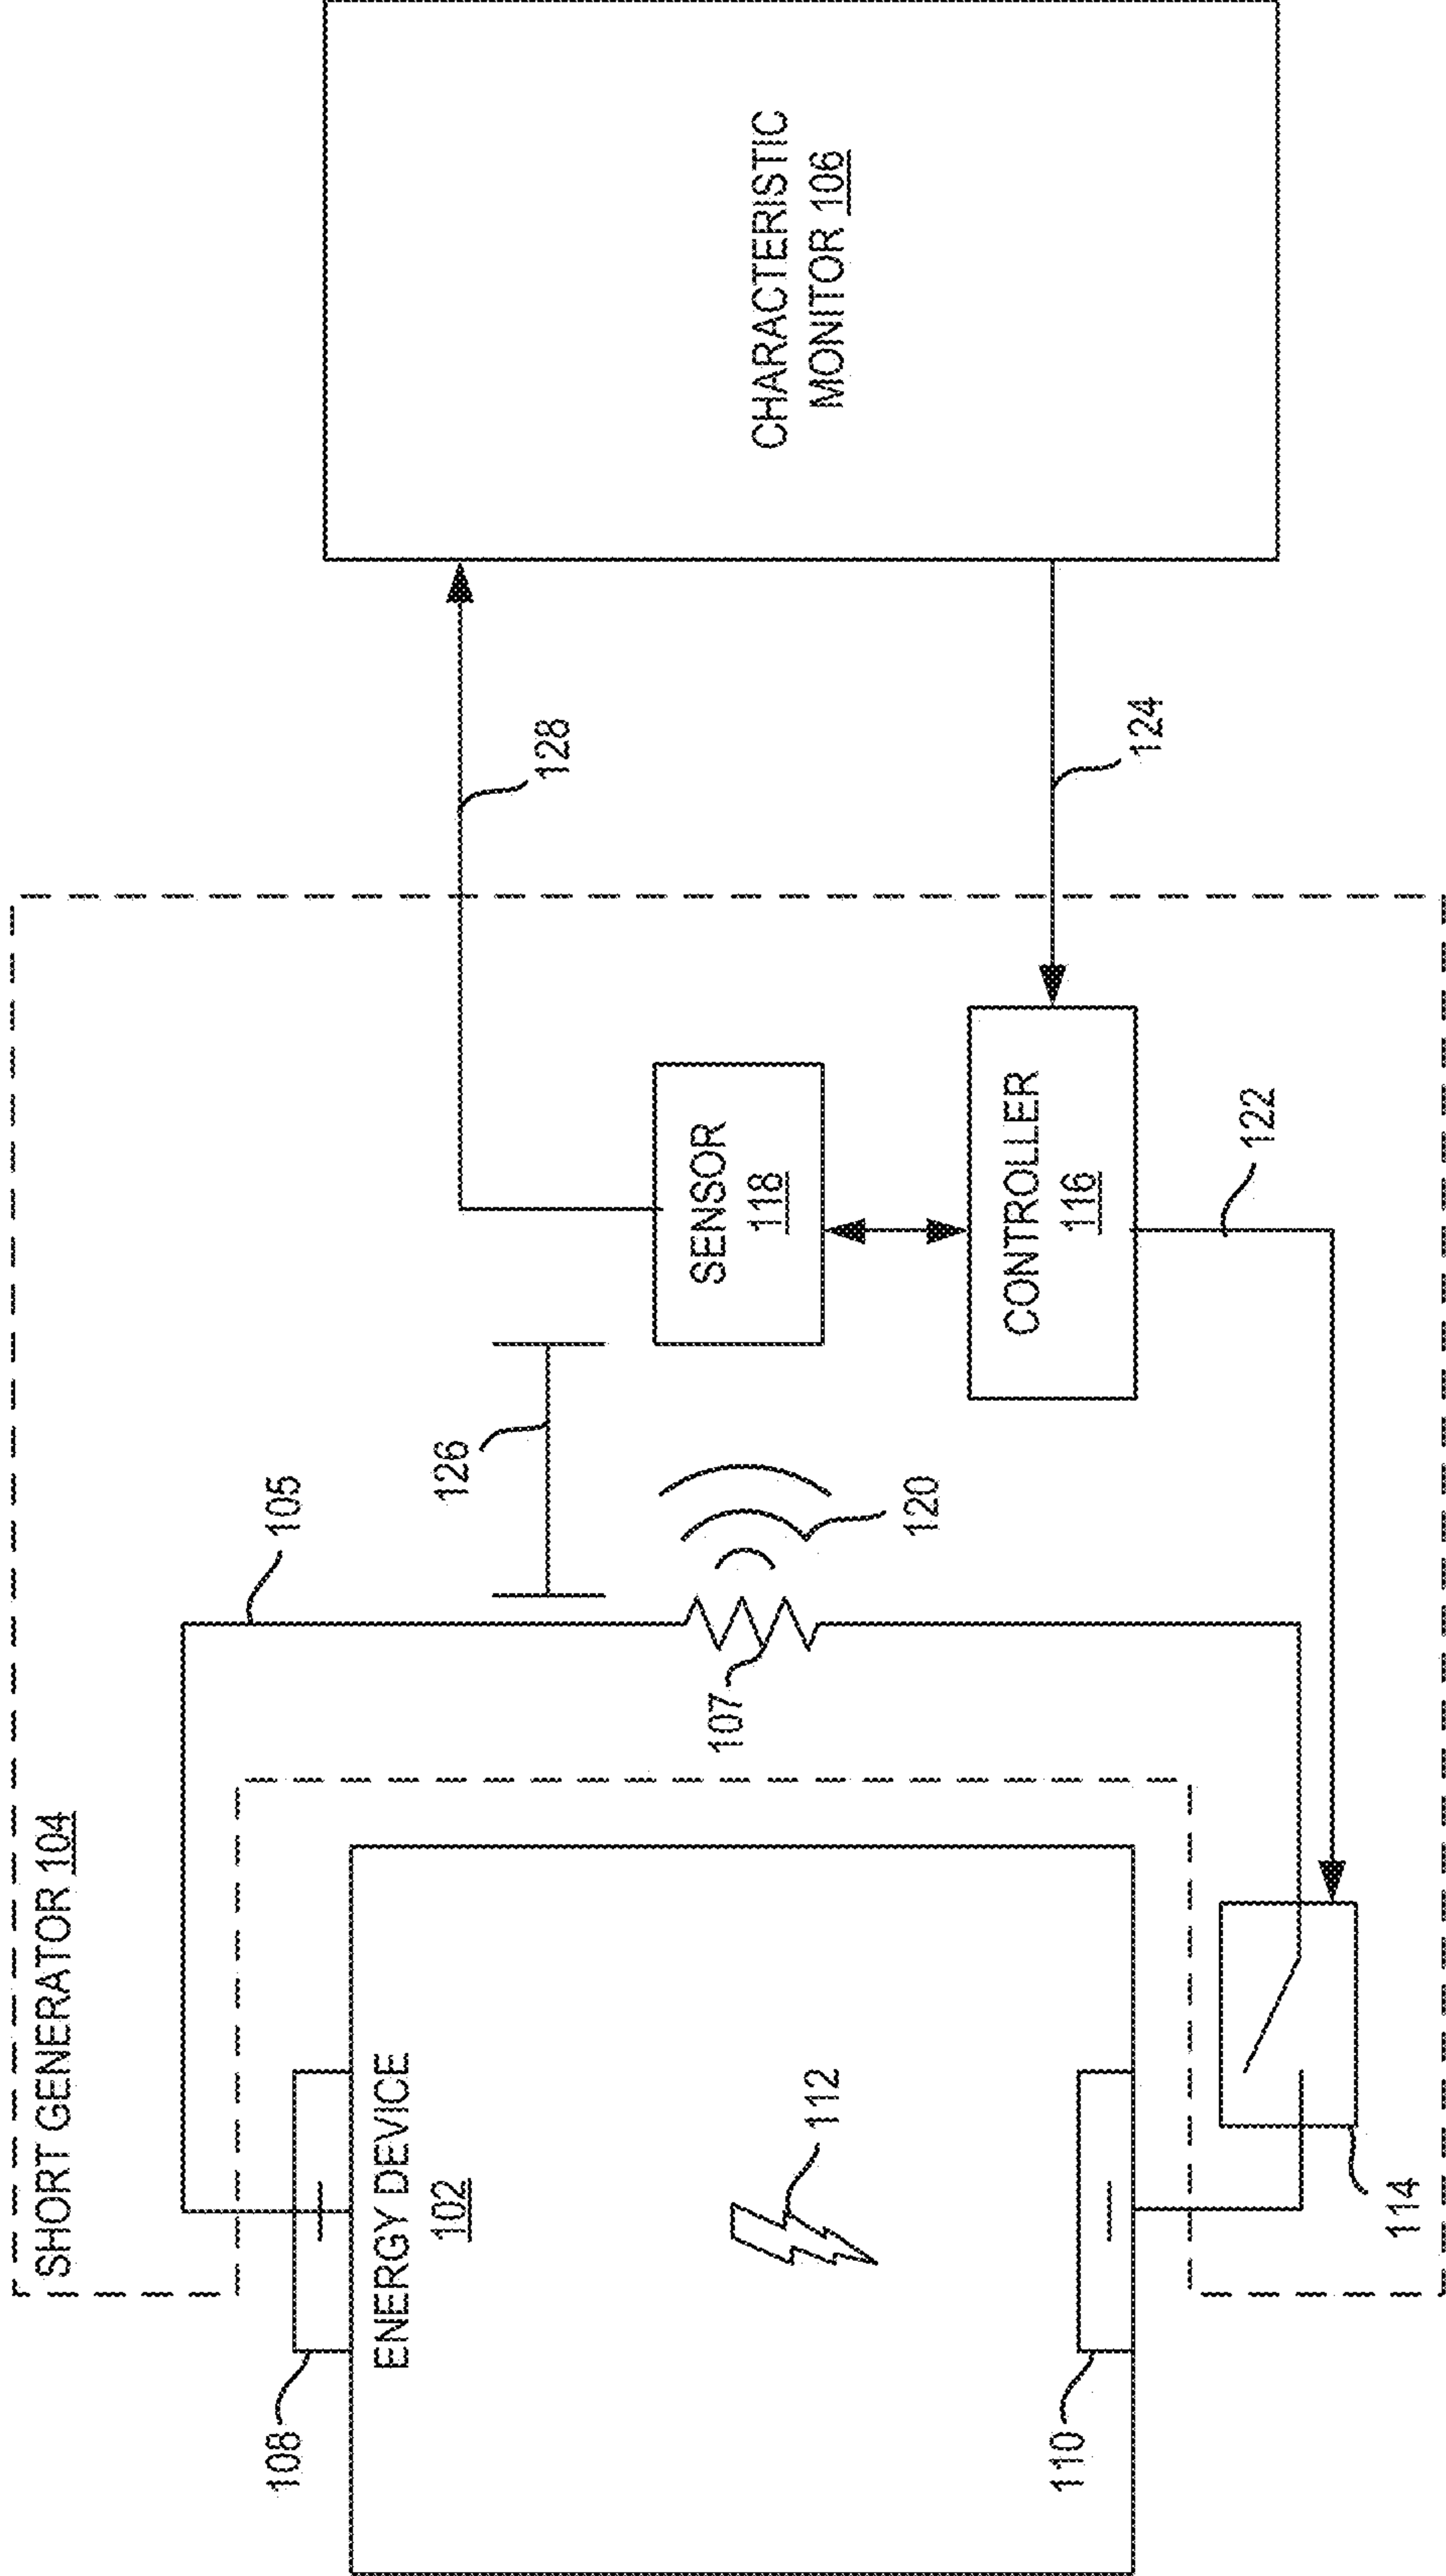 SHORT GENERATOR 104
108
ENERGY DEVICE
102
112
110
114
105
107
126
120
SENSOR
118
CONTROLLER
116
122
128
124
CHARACTERISTIC
MONITOR 106